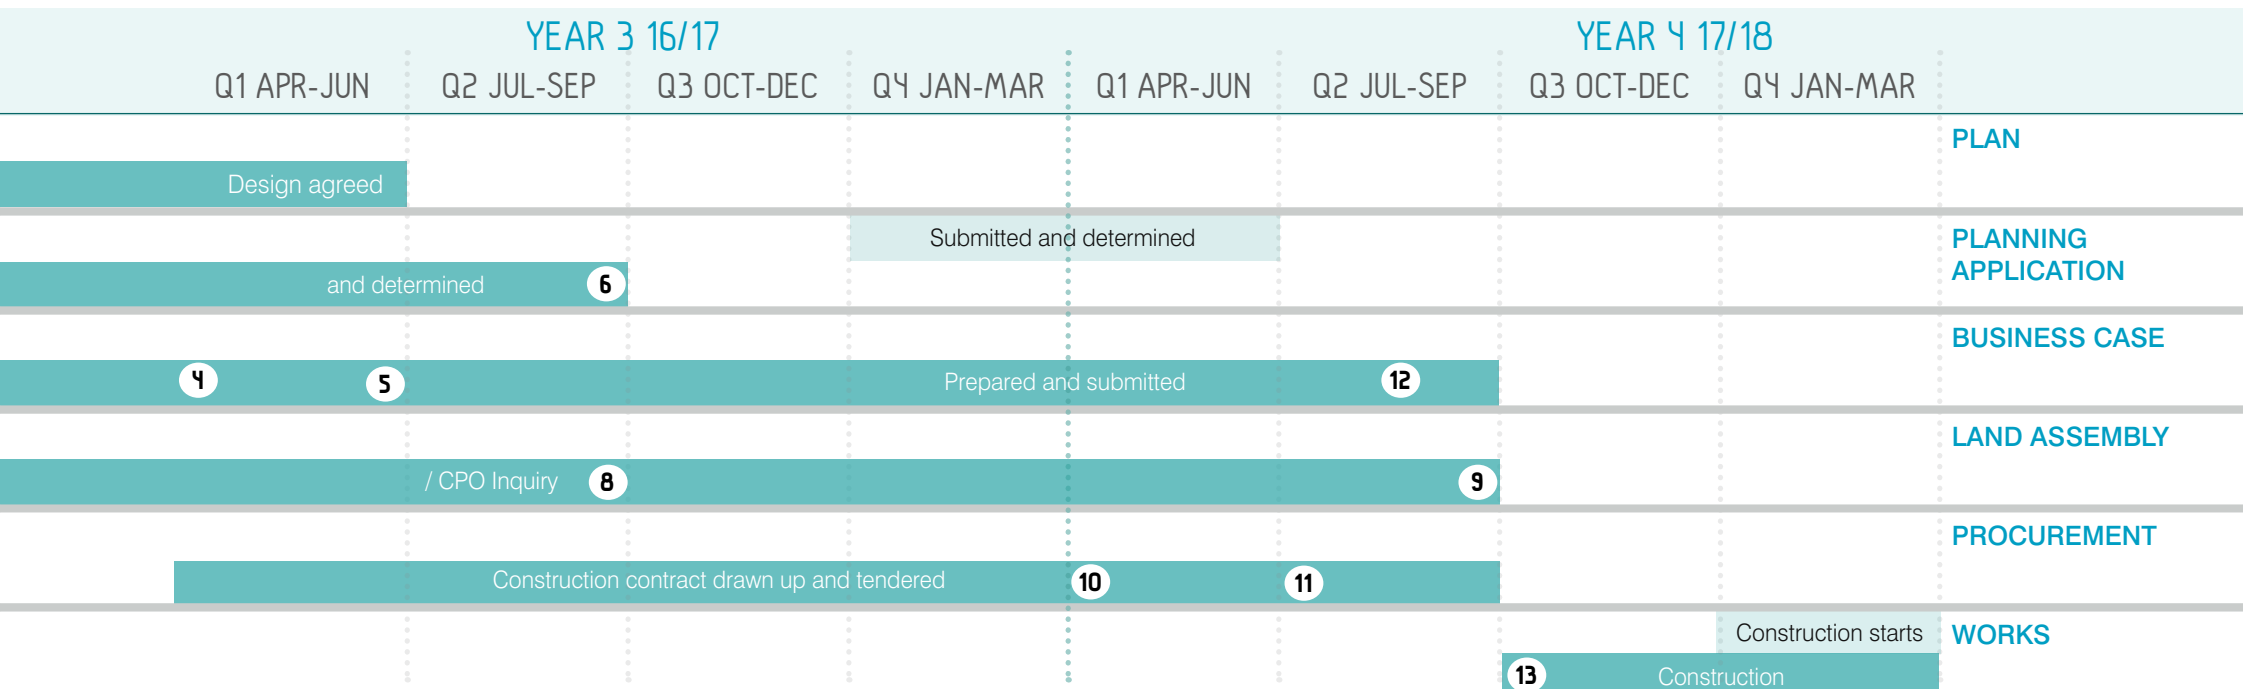 YEAR 3 16/17
YEAR 4 17/18
Q1 APR-JUN
Q2 JUL-SEP
Q3 OCT-DEC
Q4 JAN-MAR
Q1 APR-JUN
Q2 JUL-SEP
Q3 OCT-DEC
Q4 JAN-MAR
PLAN
Design agreed
Submitted and determined
PLANNING
APPLICATION
and determined
6
BUSINESS CASE
4
5
Prepared and submitted
12
LAND ASSEMBLY
/ CPO Inquiry
8
9
PROCUREMENT
Construction contract drawn up and tendered
10
11
Construction starts
WORKS
13
Construction